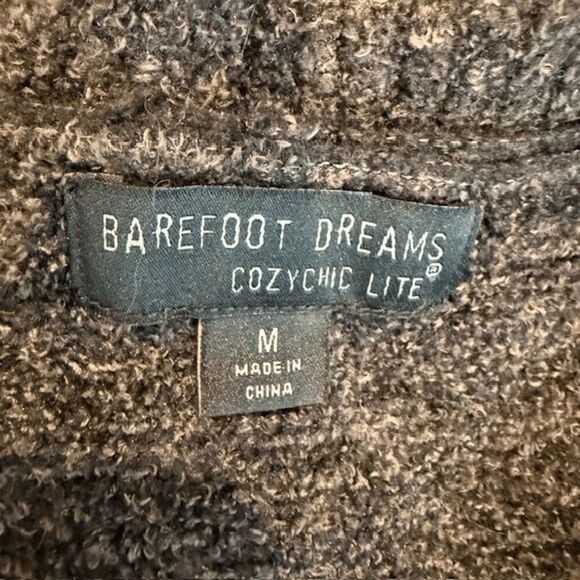 BAREFOOT DREAMS
COZYCHIC LITE®
M
MADE IN
CHINA